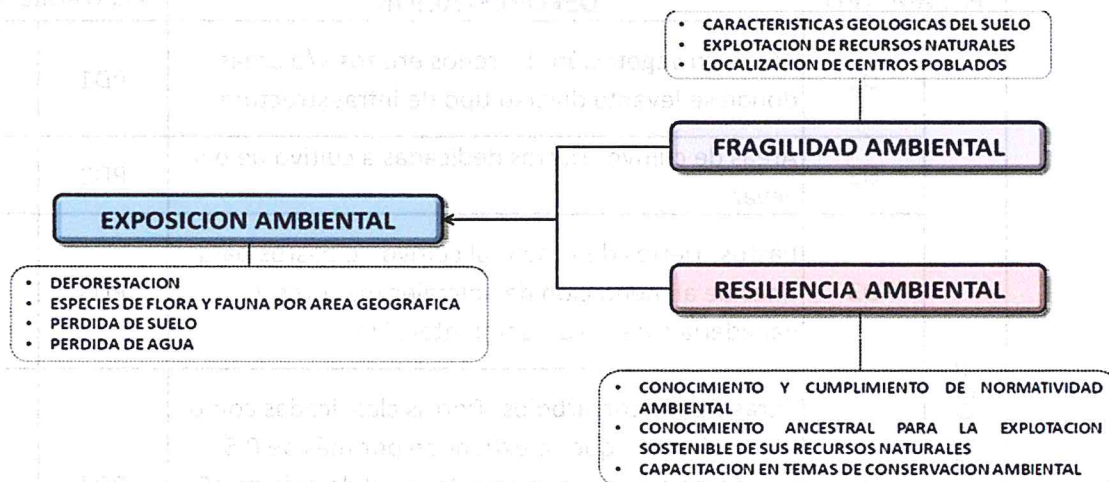 • CARACTERISTICAS GEOLOGICAS DEL SUELO
• EXPLOTACION DE RECURSOS NATURALES
• LOCALIZACION DE CENTROS POBLADOS
FRAGILIDAD AMBIENTAL
EXPOSICION AMBIENTAL
• DEFORESTACION
• ESPECIES DE FLORA Y FAUNA POR AREA GEOGRAFICA
• PERDIDA DE SUELO
• PERDIDA DE AGUA
RESILIENCIA AMBIENTAL
• CONOCIMIENTO Y CUMPLIMIENTO DE NORMATIVIDAD
AMBIENTAL
• CONOCIMIENTO ANCESTRAL PARA LA EXPLOTACION
SOSTENIBLE DE SUS RECURSOS NATURALES
• CAPACITACION EN TEMAS DE CONSERVACION AMBIENTAL